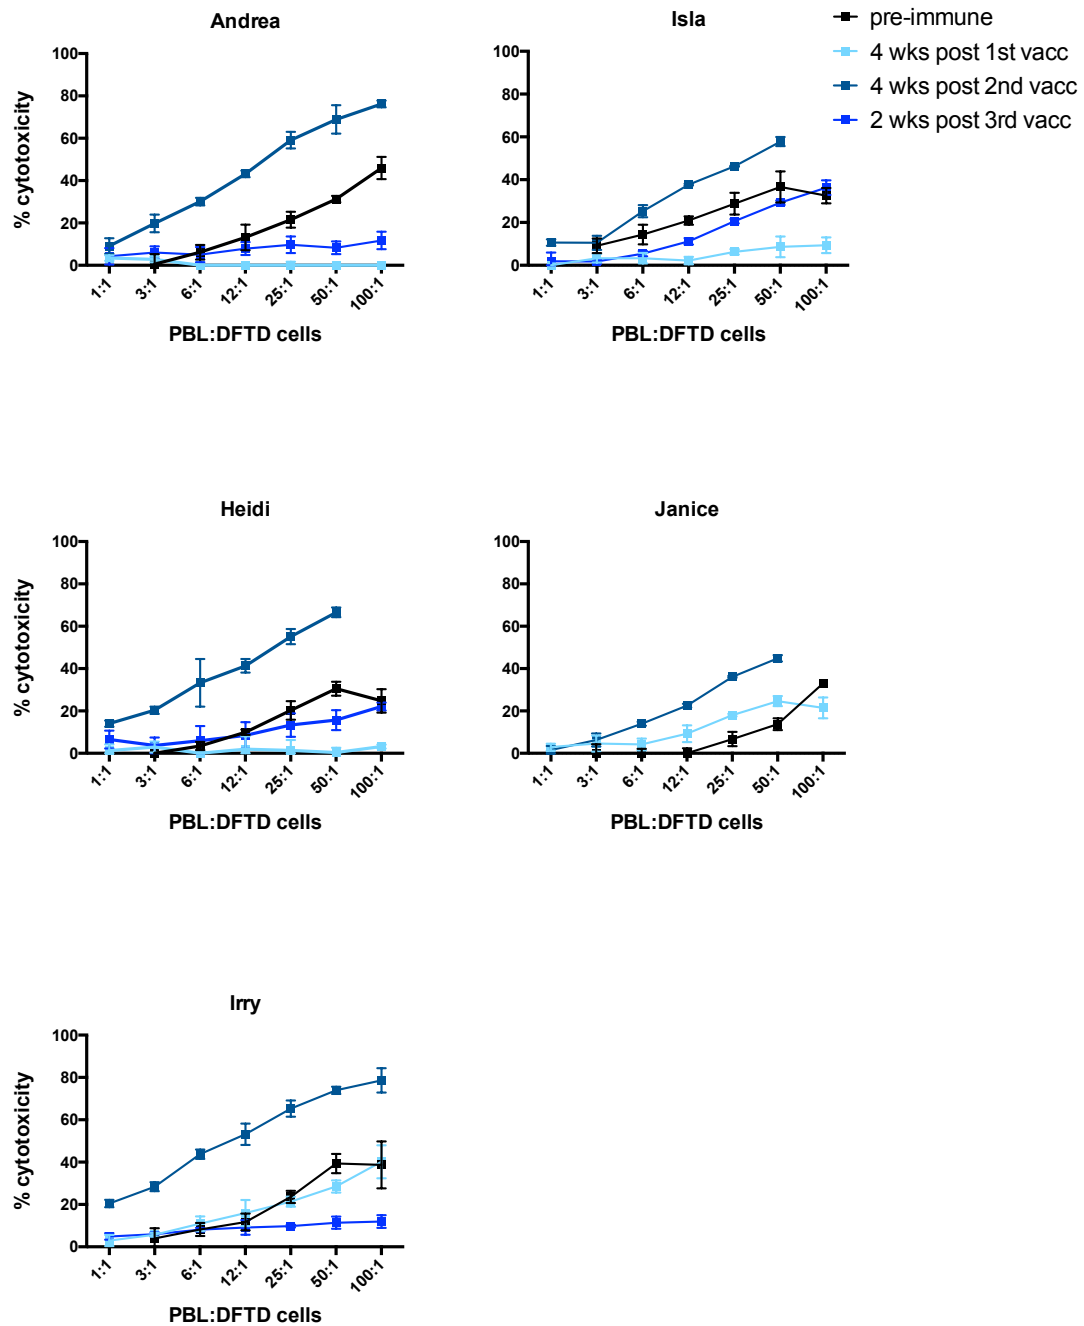 Andrea
100
80
60
40
20
0
% cytotoxicity
1:1 3:1 6:1 12:1 25:1 50:1 100:1
PBL:DFTD cells
Isla
100
80
60
40
20
0
1:1 3:1 6:1 12:1 25:1 50:1 100:1
PBL:DFTD cells
pre-immune
4 wks post 1st vacc
4 wks post 2nd vacc
2 wks post 3rd vacc
Heidi
100
80
60
40
20
0
% cytotoxicity
1:1 3:1 6:1 12:1 25:1 50:1 100:1
PBL:DFTD cells
Janice
100
80
60
40
20
0
1:1 3:1 6:1 12:1 25:1 50:1 100:1
PBL:DFTD cells
Irry
100
80
60
40
20
0
% cytotoxicity
1:1 3:1 6:1 12:1 25:1 50:1 100:1
PBL:DFTD cells